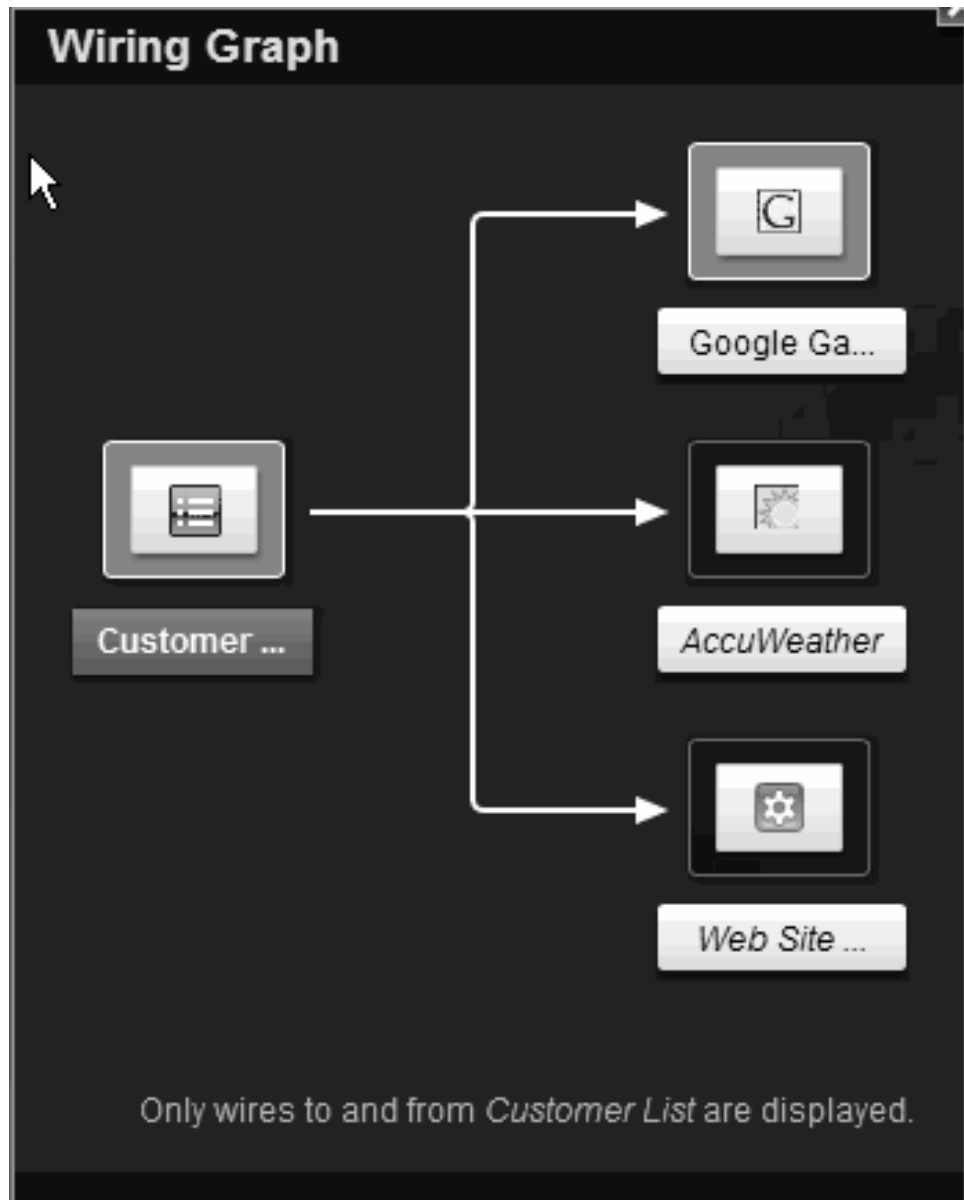 Wiring Graph
G
Google Ga...
Customer ...
AccuWeather
Web Site ...
Only wires to and from Customer List are displayed.